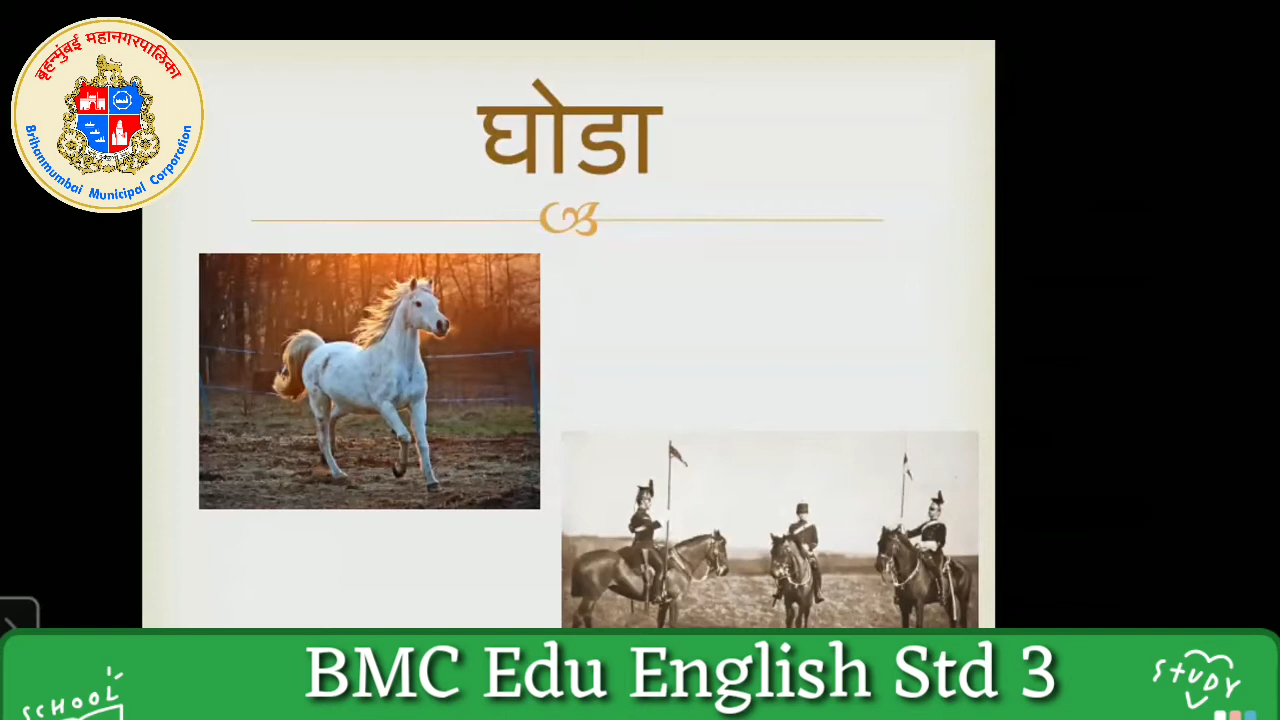 बृहन्मुंबई महानगरपालिका
Brihanmumbai Municipal Corporation
घोडा
BMC Edu English Std 3
SCHOOL
STUDY